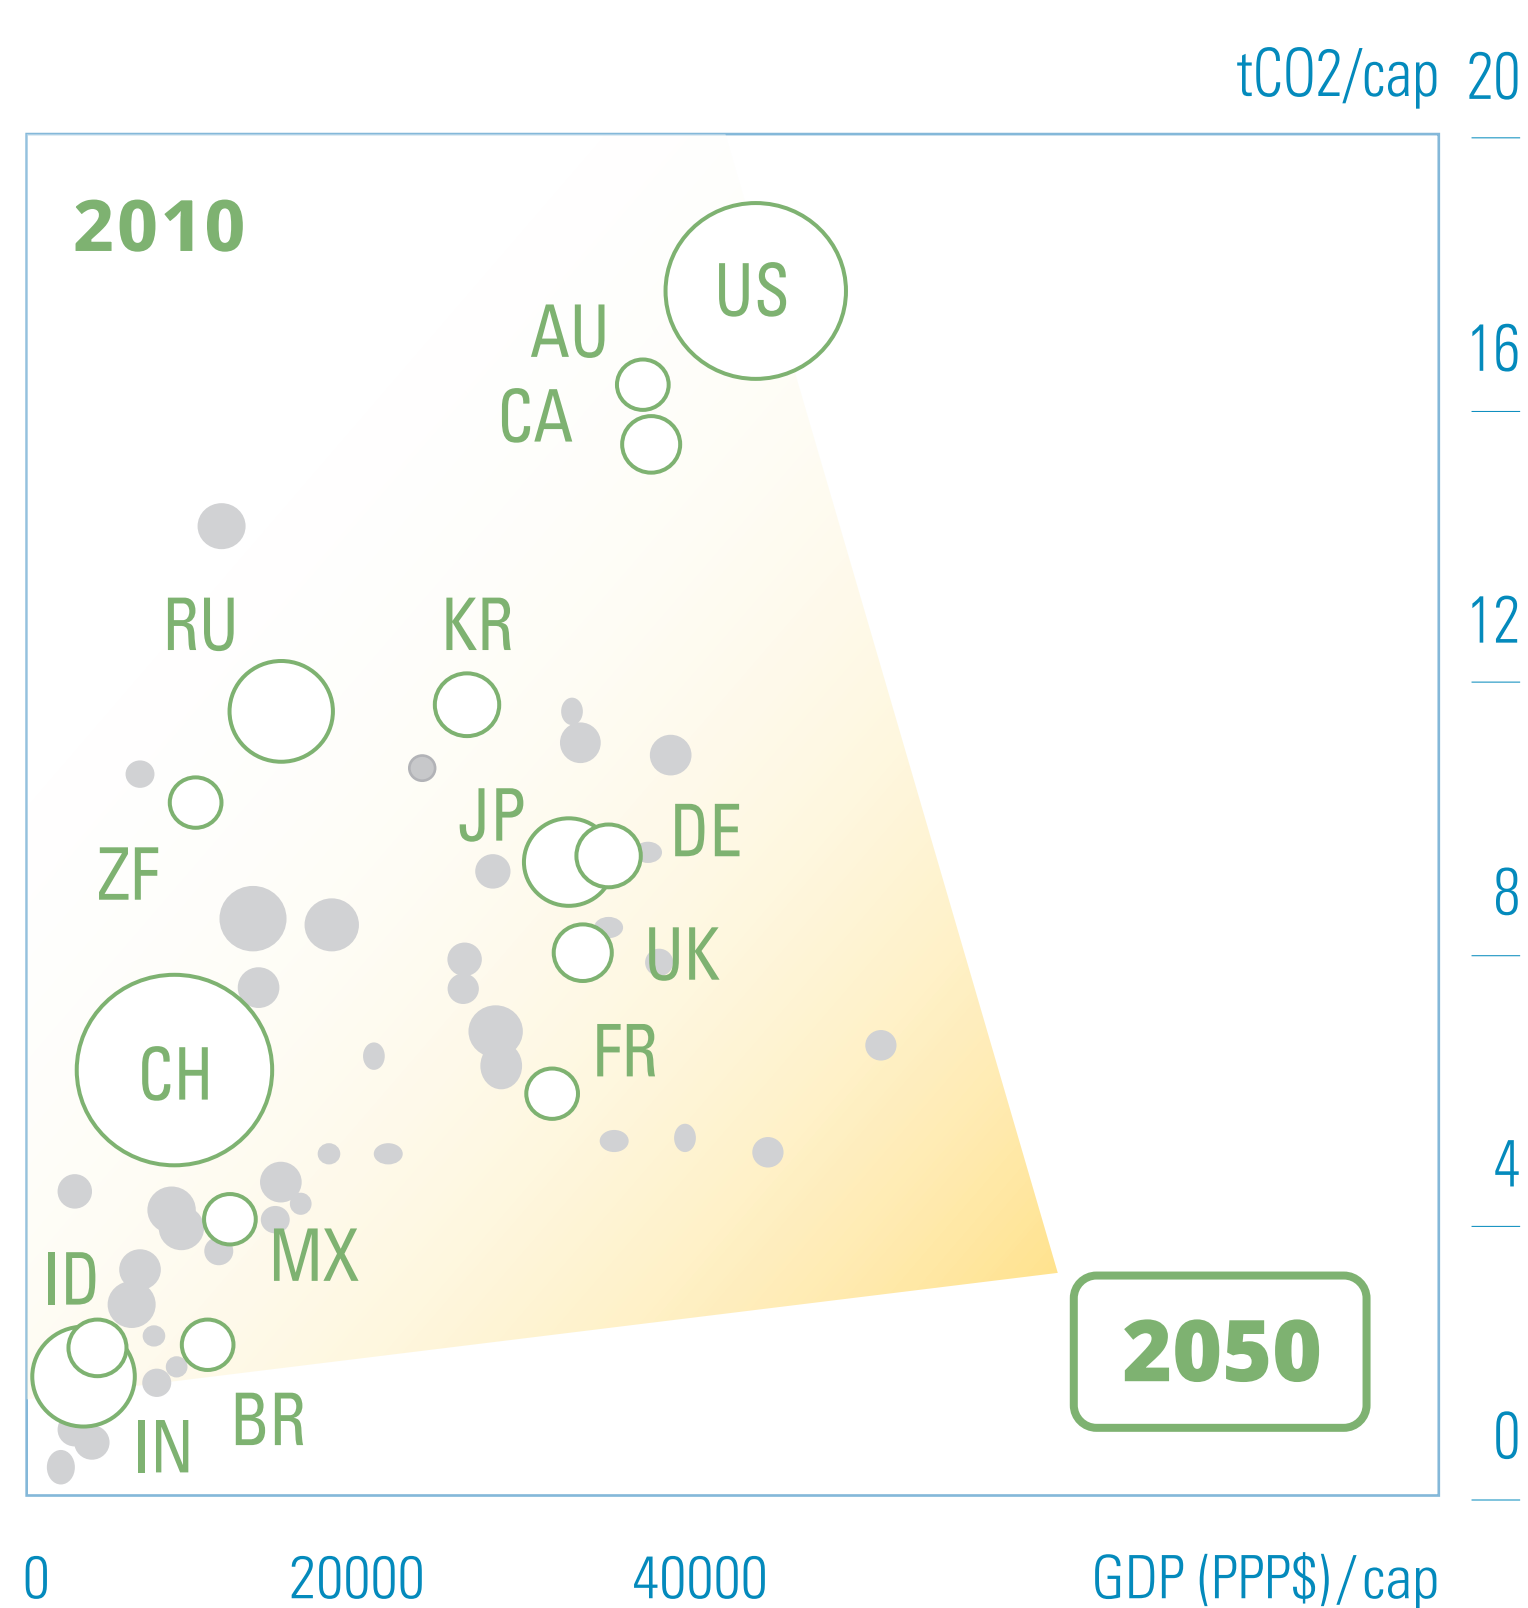 tCO2/cap 20
2010
US
AU
16
CA
RU
KR
12
JP
DE
ZF
8
UK
FR
CH
4
MX
ID
2050
BR
IN
0
0
20000
40000
GDP (PPP$)/cap